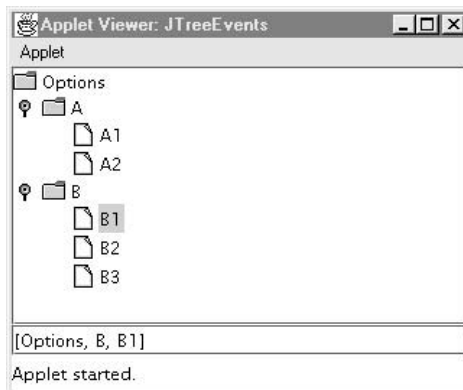 Applet Viewer: JTreeEvents
Applet
Options
A
A1
A2
B
B1
B2
B3
[Options, B, B1]
Applet started.